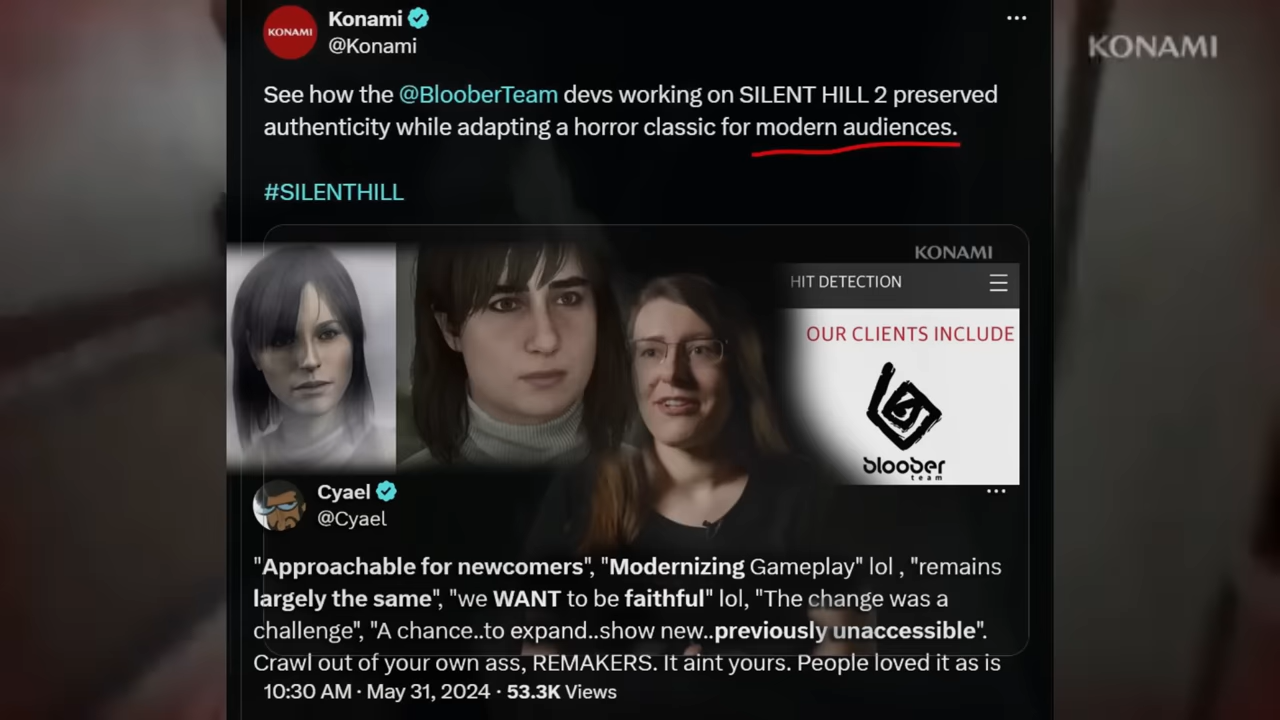 Konami
@Konami
KONAMI
KONAMI
See how the @BlooberTeam devs working on SILENT HILL 2 preserved
authenticity while adapting a horror classic for modern audiences.
#SILENTHILL
KONAMI
HIT DETECTION
OUR CLIENTS INCLUDE
bloober
team
Cyael
@Cyael
"Approachable for newcomers", "Modernizing Gameplay" lol , "remains
largely the same", "we WANT to be faithful" lol, "The change was a
challenge", "A chance..to expand..show new..previously unaccessible".
Crawl out of your own ass, REMAKERS. It aint yours. People loved it as is
10:30 AM · May 31, 2024 · 53.3K Views